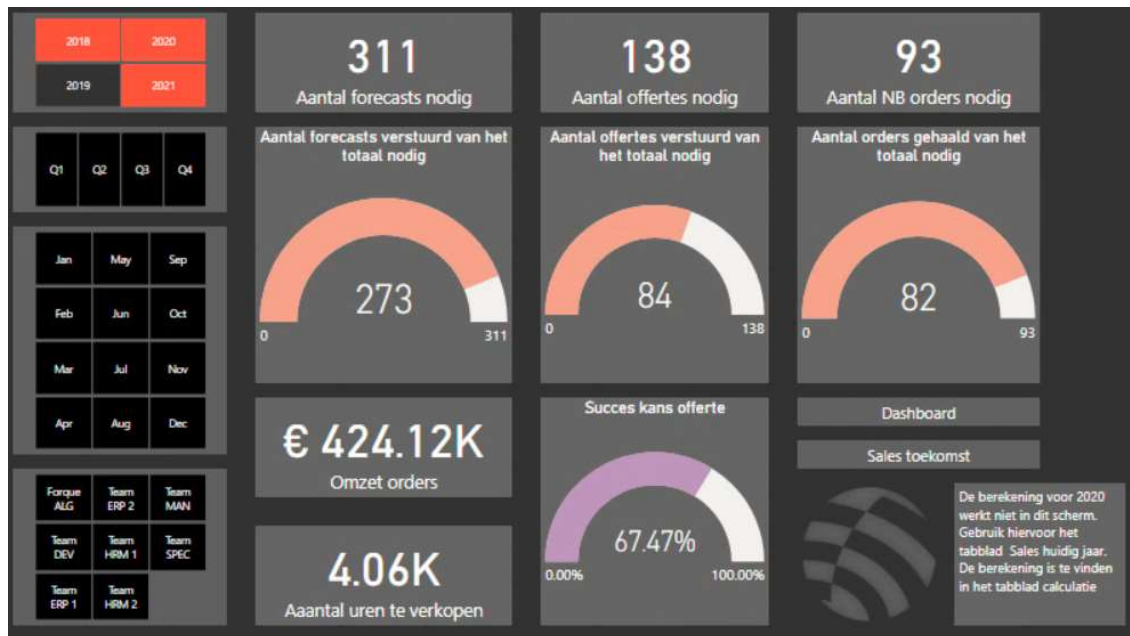 2018
2020
2019
2021
Q1
Q2
Q3
Q4
Jan
May
Sep
Feb
Jun
Oct
Mar
Jul
Nov
Apr
Aug
Dec
Forque
ALG
Team
ERP 2
Team
MAN
Team
DEV
Team
HRM 1
Team
SPEC
Team
ERP 1
Team
HRM 2
311
Aantal forecasts nodig
138
Aantal offertes nodig
93
Aantal NB orders nodig
Aantal forecasts verstuurd van het
totaal nodig
273
0
311
Aantal offertes verstuurd van
het totaal nodig
84
0
138
Aantal orders gehaald van het
totaal nodig
82
0
93
€ 424.12K
Omzet orders
4.06K
Aaantal uren te verkopen
Succes kans offerte
67.47%
0.00%
100.00%
Dashboard
Sales toekomst
De berekening voor 2020
werkt niet in dit scherm.
Gebruik hiervoor het
tabblad Sales huidig jaar.
De berekening is te vinden
in het tabblad calculatie